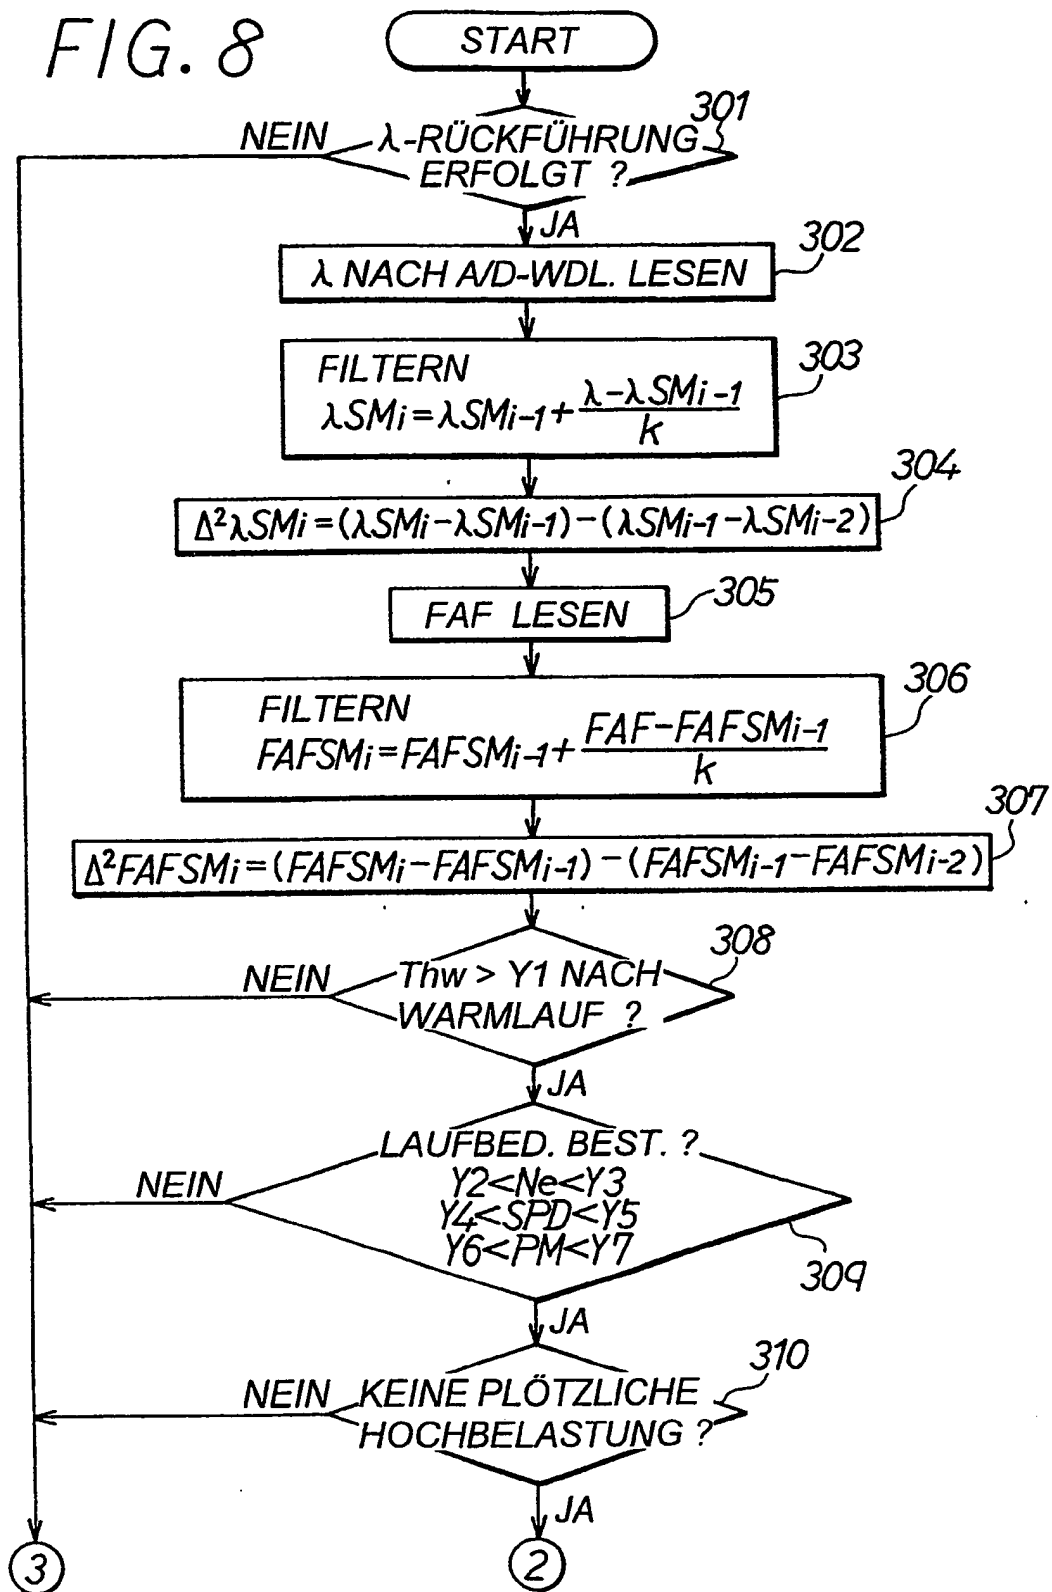 FIG. 8
START
301
NEIN
λ-RÜCKFÜHRUNG
ERFOLGT ?
JA
302
λ NACH A/D-WDL. LESEN
303
FILTERN
λSMi=λSMi-1+(λ-λSMi-1)/k
304
Δ²λSMi=(λSMi-λSMi-1)-(λSMi-1-λSMi-2)
305
FAF LESEN
306
FILTERN
FAFSMi=FAFSMi-1+(FAF-FAFSMi-1)/k
307
Δ²FAFSMi=(FAFSMi-FAFSMi-1)-(FAFSMi-1-FAFSMi-2)
308
NEIN
Thw > Y1 NACH
WARMLAUF ?
JA
LAUFBED. BEST. ?
NEIN
Y2<Ne<Y3
Y4<SPD<Y5
Y6<PM<Y7
309
JA
310
NEIN
KEINE PLÖTZLICHE
HOCHBELASTUNG ?
JA
3
2